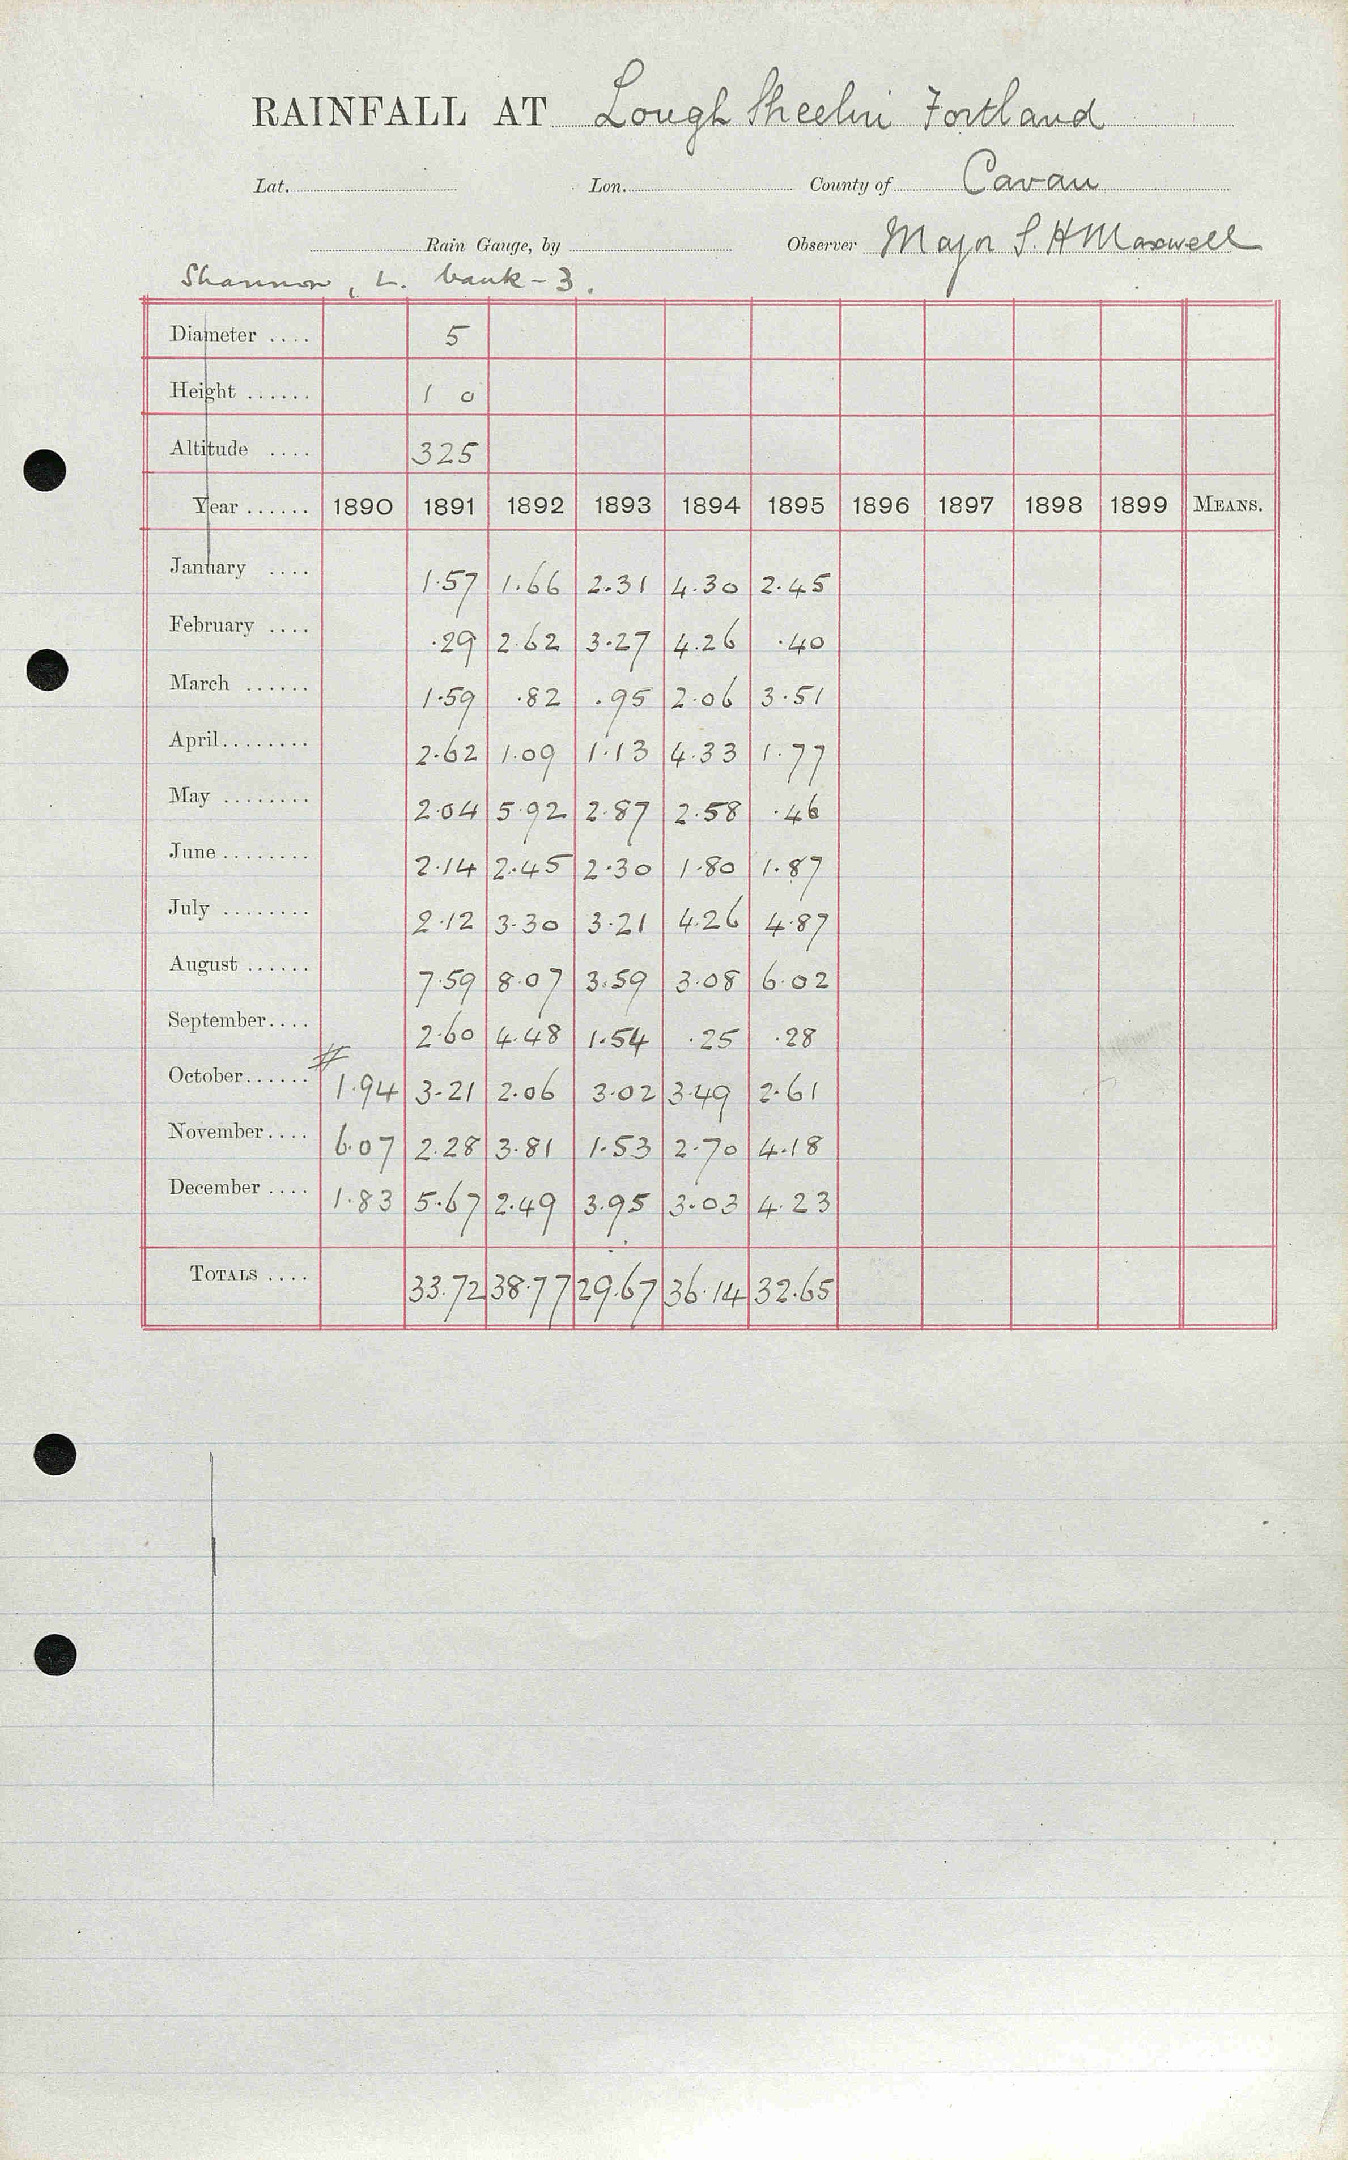 RAINFALL AT Lough Sheelin Fortland
Lat. Lon. County of Cavan
Rain Gauge, by Observer Major S. H Maxwell
Shannon, L. bank - 3.
Diameter .... 5
Height ...... 1 0
Altitude .... 325
Year ...... 1890 1891 1892 1893 1894 1895 1896 1897 1898 1899 MEANS.
January .... 1.57 1.66 2.31 4.30 2.45
February .... .29 2.62 3.27 4.26 .40
March ...... 1.59 .82 .95 2.06 3.51
April........ 2.62 1.09 1.13 4.33 1.77
May ........ 2.04 5.92 2.87 2.58 .46
June ........ 2.14 2.45 2.30 1.80 1.87
July ........ 2.12 3.30 3.21 4.26 4.87
August ...... 7.59 8.07 3.59 3.08 6.02
September.... 2.60 4.48 1.54 .25 .28
October...... # 1.94 3.21 2.06 3.02 3.49 2.61
November.... 6.07 2.28 3.81 1.53 2.70 4.18
December .... 1.83 5.67 2.49 3.95 3.03 4.23
TOTALS .... 33.72 38.77 29.67 36.14 32.65